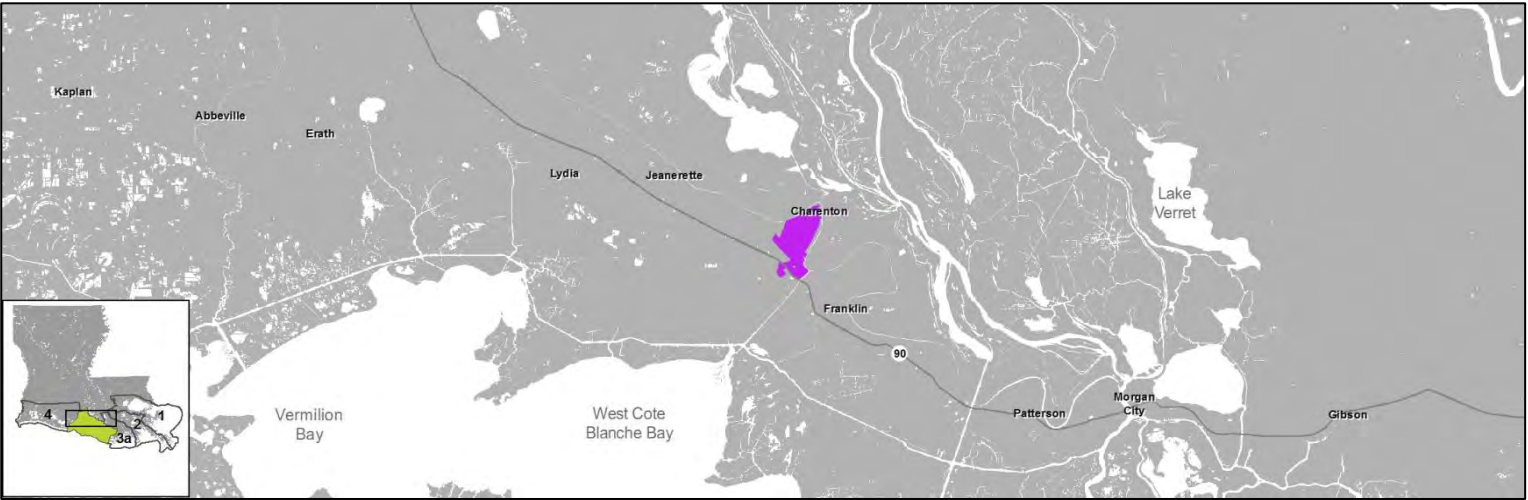 Kaplan
Abbeville
Erath
Lydia
Jeanerette
Charenton
Lake
Verret
Franklin
90
Vermilion
Bay
West Cote
Blanche Bay
Patterson
Morgan
City
Gibson
4
1
2
3a